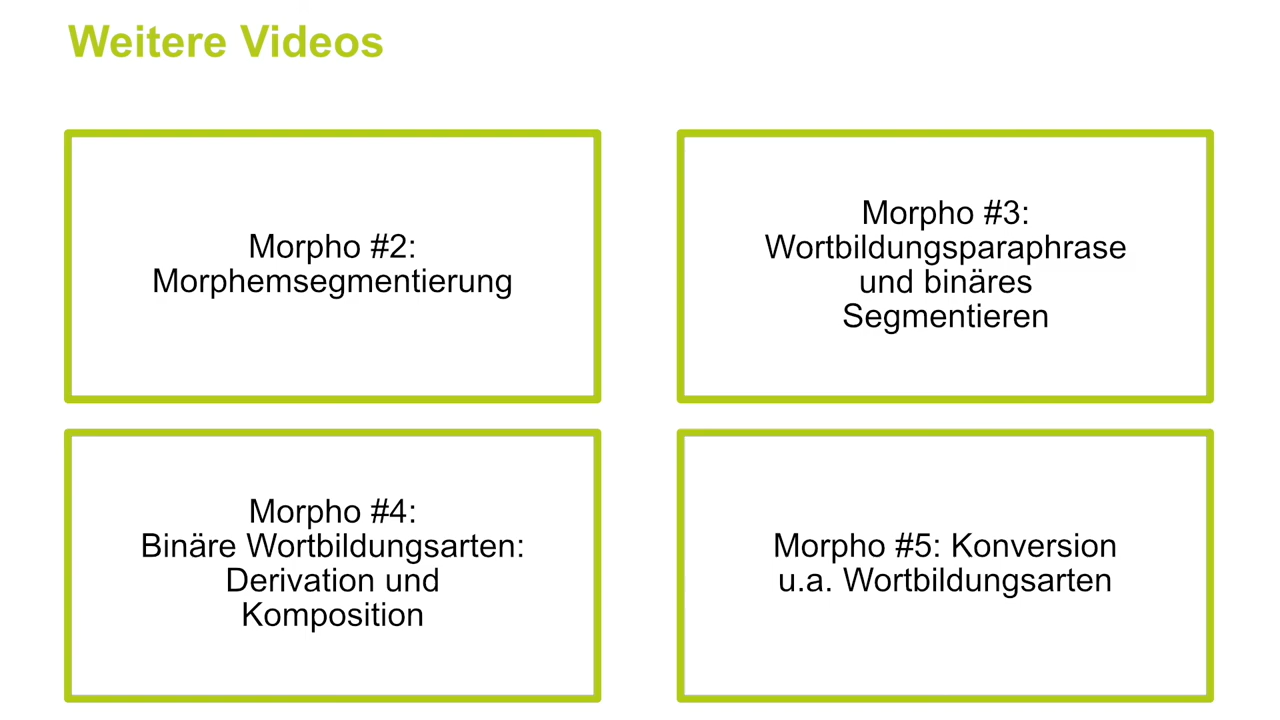 Weitere Videos
Morpho #2:
Morphemsegmentierung
Morpho #3:
Wortbildungsparaphrase
und binäres
Segmentieren
Morpho #4:
Binäre Wortbildungsarten:
Derivation und
Komposition
Morpho #5: Konversion
u.a. Wortbildungsarten